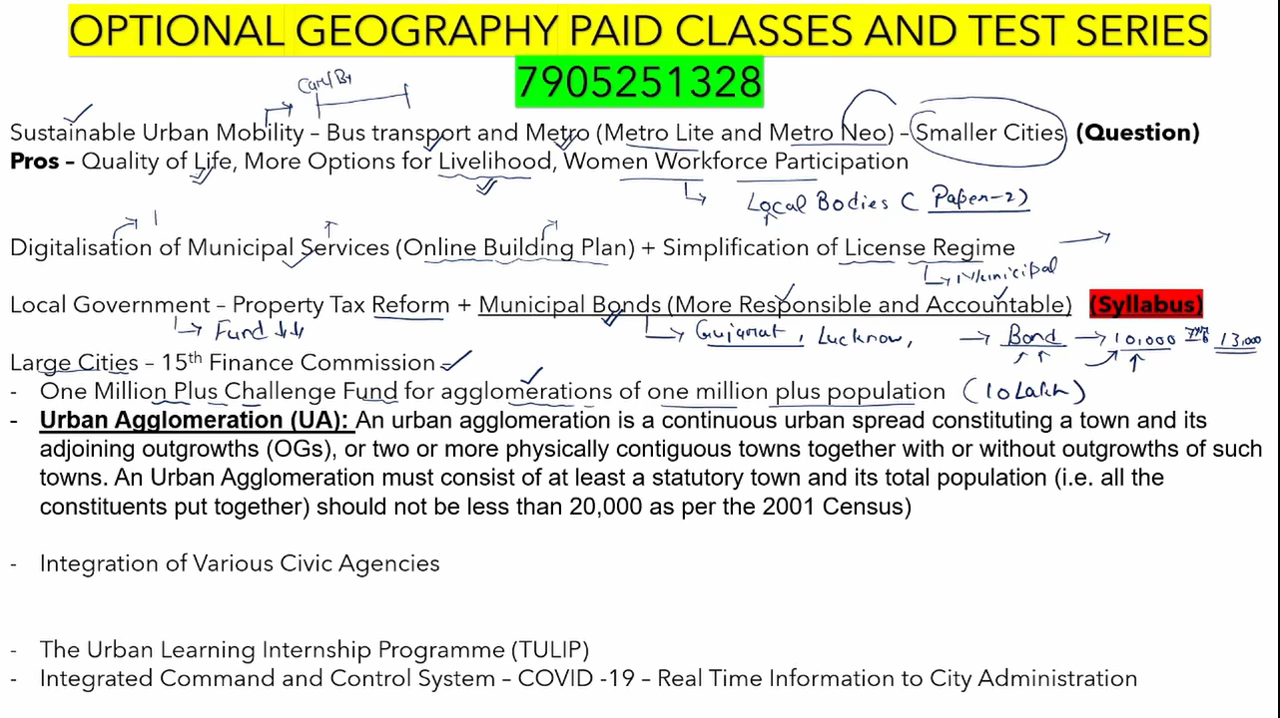 OPTIONAL GEOGRAPHY PAID CLASSES AND TEST SERIES
7905251328
Sustainable Urban Mobility – Bus transport and Metro (Metro Lite and Metro Neo) – Smaller Cities (Question)
Pros – Quality of Life, More Options for Livelihood, Women Workforce Participation
Local Bodies ( Paper-2)
Digitalisation of Municipal Services (Online Building Plan) + Simplification of License Regime
Municipal
Local Government – Property Tax Reform + Municipal Bonds (More Responsible and Accountable) (Syllabus)
Fund ↓↓ → Gujarat, Lucknow, → Bond → 10,000 13,000
Large Cities – 15th Finance Commission
- One Million Plus Challenge Fund for agglomerations of one million plus population (10 Lakh)
- Urban Agglomeration (UA): An urban agglomeration is a continuous urban spread constituting a town and its
adjoining outgrowths (OGs), or two or more physically contiguous towns together with or without outgrowths of such
towns. An Urban Agglomeration must consist of at least a statutory town and its total population (i.e. all the
constituents put together) should not be less than 20,000 as per the 2001 Census)
- Integration of Various Civic Agencies
- The Urban Learning Internship Programme (TULIP)
- Integrated Command and Control System – COVID -19 – Real Time Information to City Administration